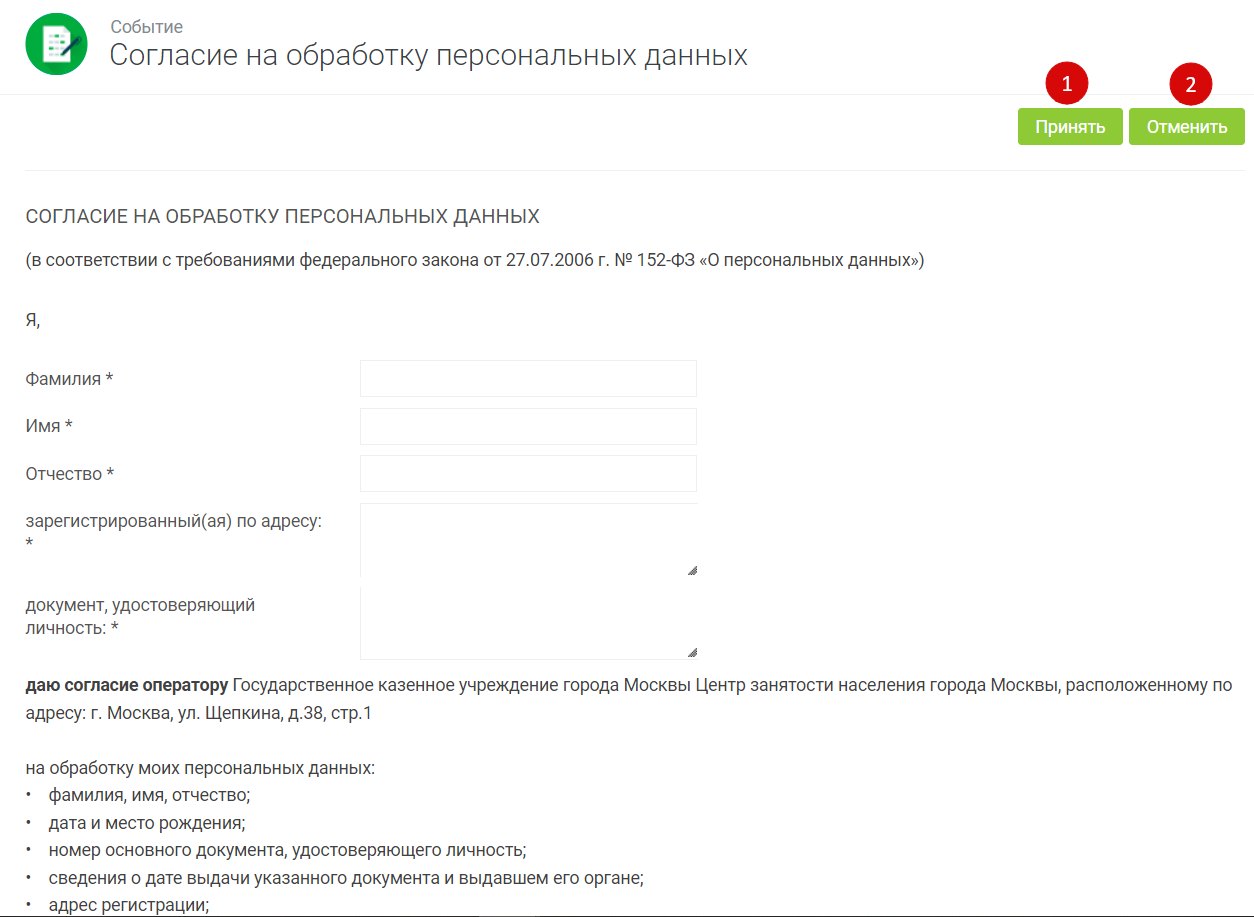 Событие
Согласие на обработку персональных данных
1
2
Принять
Отменить
СОГЛАСИЕ НА ОБРАБОТКУ ПЕРСОНАЛЬНЫХ ДАННЫХ
(в соответствии с требованиями федерального закона от 27.07.2006 г. № 152-ФЗ «О персональных данных»)
Я,
Фамилия *
Имя *
Отчество *
зарегистрированный(ая) по адресу:
*
документ, удостоверяющий
личность: *
даю согласие оператору Государственное казенное учреждение города Москвы Центр занятости населения города Москвы, расположенному по
адресу: г. Москва, ул. Щепкина, д.38, стр.1
на обработку моих персональных данных:
• фамилия, имя, отчество;
• дата и место рождения;
• номер основного документа, удостоверяющего личность;
• сведения о дате выдачи указанного документа и выдавшем его органе;
• адрес регистрации;